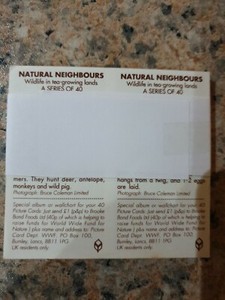 NATURAL NEIGHBOURS
Wildlife in tea-growing lands
A SERIES OF 40
mers. They hunt deer, antelope,
monkeys and wild pig.
Photograph: Bruce Coleman Limited
Special album or wallchart for your 40
Picture Cards. Just send £1 (p&p) to Brooke
Bond Foods Ltd (40p of which is helping to
raise funds for World Wide Fund for
Nature ) plus name and address to: Picture
Card Dept. WWF. PO Box 100,
Burnley, Lancs, BB11 1PG
UK residents only.
NATURAL NEIGHBOURS
Wildlife in tea-growing lands
A SERIES OF 40
hangs from a twig, and 2 eggs
are laid.
Photograph: Bruce Coleman Limited
Special album or wallchart for your 40
Picture Cards. Just send £1 (p&p) to Brooke
Bond Foods Ltd (40p of which is helping to
raise funds for World Wide Fund for
Nature ) plus name and address to: Picture
Card Dept. WWF. PO Box 100,
Burnley, Lancs, BB11 1PG
UK residents only.